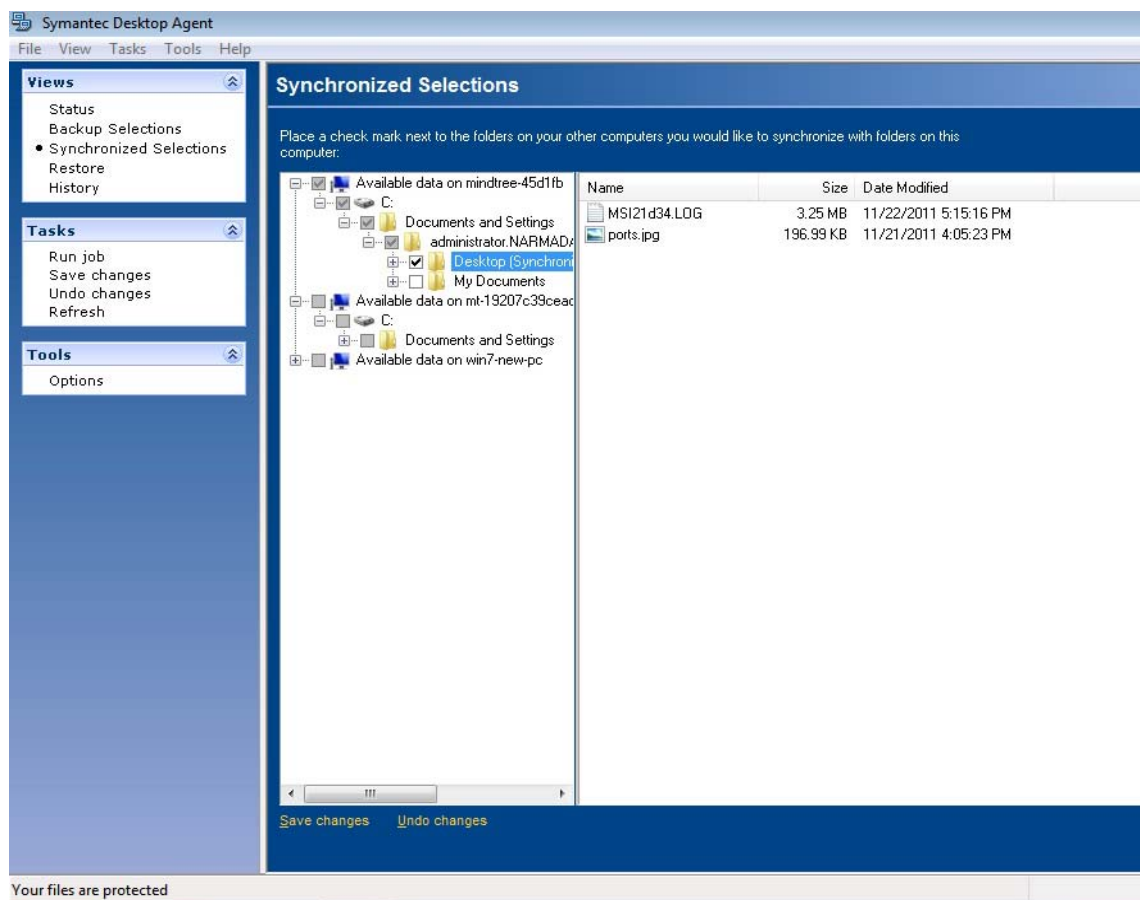 Symantec Desktop Agent
File View Tasks Tools Help
Views
Status
Backup Selections
Synchronized Selections
Restore
History
Tasks
Run job
Save changes
Undo changes
Refresh
Tools
Options
Synchronized Selections
Place a check mark next to the folders on your other computers you would like to synchronize with folders on this
computer:
Available data on mindtree-45d1fb
C:
Documents and Settings
administrator.NARMADA
Desktop (Synchroni
My Documents
Available data on mt-19207c39ceac
C:
Documents and Settings
Available data on win7-new-pc
Name Size Date Modified
MSI21d34.LOG 3.25 MB 11/22/2011 5:15:16 PM
ports.jpg 196.99 KB 11/21/2011 4:05:23 PM
Save changes Undo changes
Your files are protected